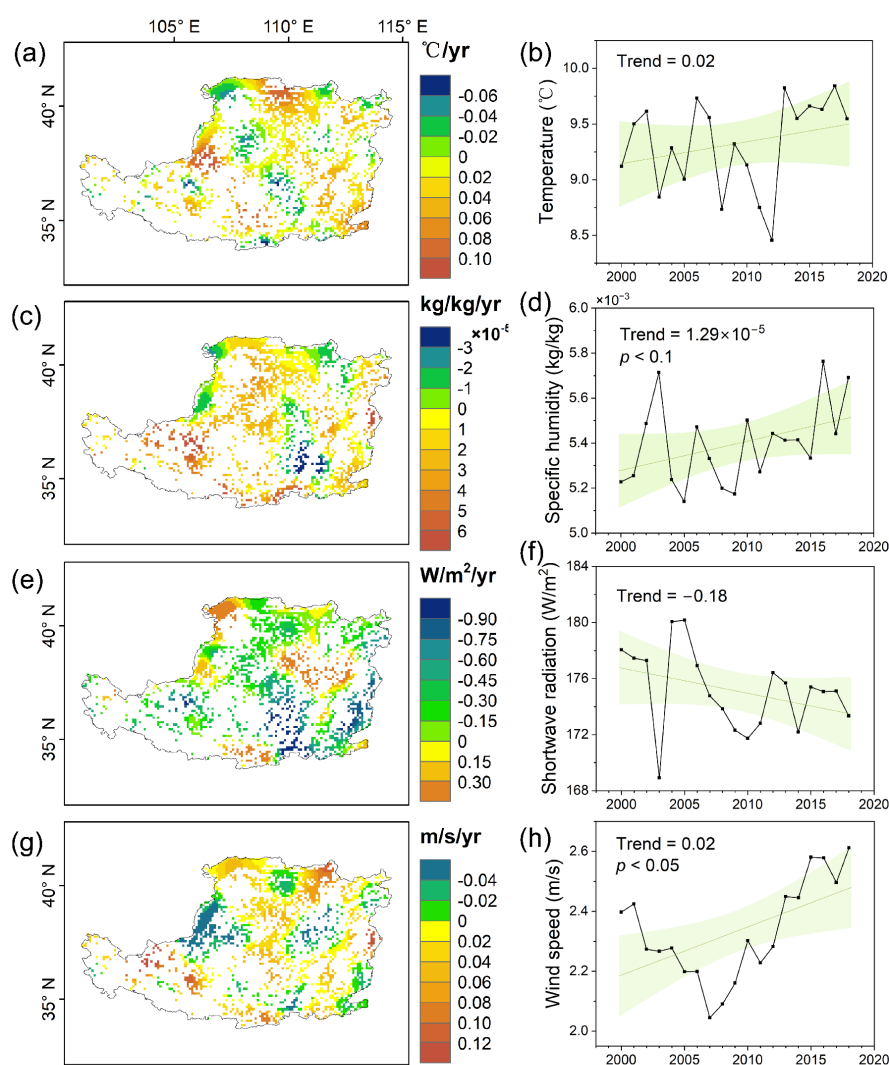 105° E 110° E 115° E
(a)
40° N
35° N
℃/yr
-0.06
-0.04
-0.02
0
0.02
0.04
0.06
0.08
0.10
(b)
Trend = 0.02
Temperature (℃)
10.0
9.5
9.0
8.5
2000 2005 2010 2015 2020
(c)
40° N
35° N
kg/kg/yr
×10⁻⁵
-3
-2
-1
0
1
2
3
4
5
6
(d)
×10⁻³
Trend = 1.29×10⁻⁵
p < 0.1
Specific humidity (kg/kg)
6.0
5.8
5.6
5.4
5.2
5.0
2000 2005 2010 2015 2020
(e)
40° N
35° N
W/m²/yr
-0.90
-0.75
-0.60
-0.45
-0.30
-0.15
0
0.15
0.30
(f)
Trend = −0.18
Shortwave radiation (W/m²)
184
180
176
172
168
2000 2005 2010 2015 2020
(g)
40° N
35° N
m/s/yr
-0.04
-0.02
0
0.02
0.04
0.06
0.08
0.10
0.12
(h)
Trend = 0.02
p < 0.05
Wind speed (m/s)
2.6
2.4
2.2
2.0
2000 2005 2010 2015 2020